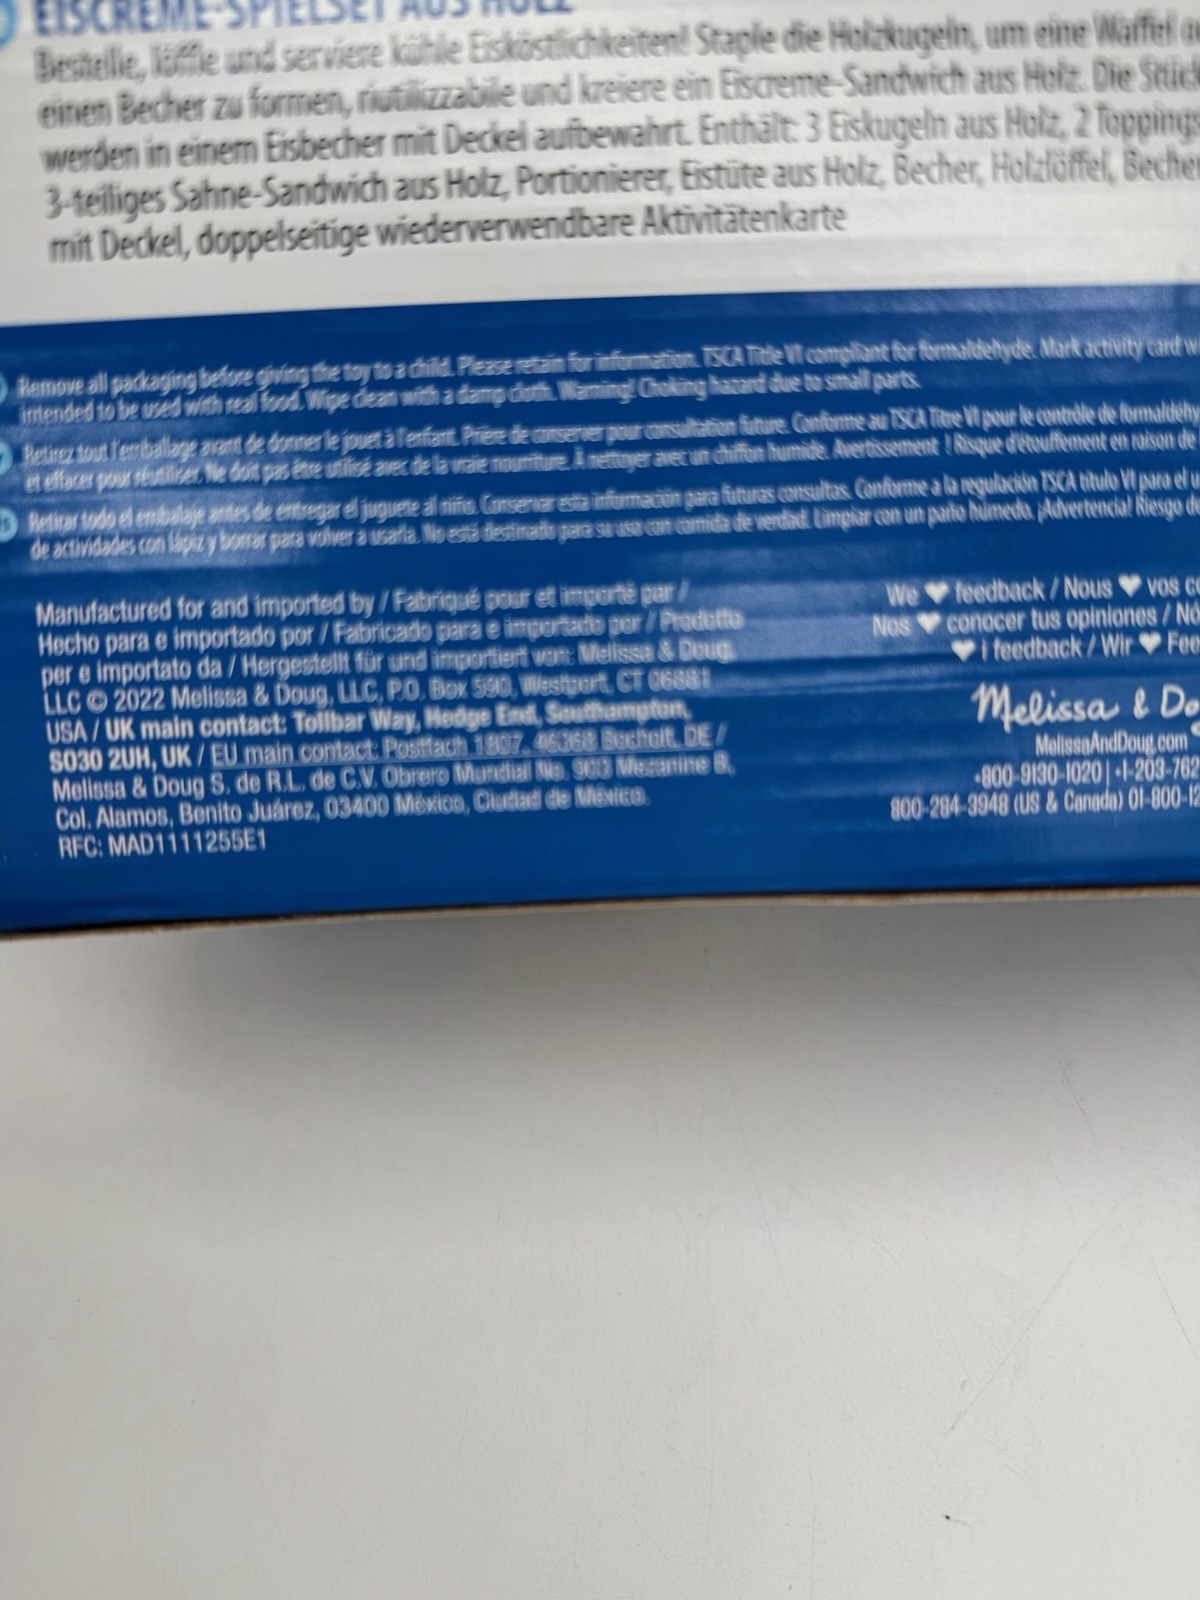 EISCREME-SPIELSET AUS HOLZ
Bestelle, löffle und serviere kühle Eisköstlichkeiten! Staple die Holzkugeln, um eine Waffel
einen Becher zu formen, riutilizzabile und kreiere ein Eiscreme-Sandwich aus Holz. Die
werden in einem Eisbecher mit Deckel aufbewahrt. Enthält: 3 Eiskugeln aus Holz, 2 Toppings
3-teiliges Sahne-Sandwich aus Holz, Portionierer, Eistüte aus Holz, Becher, Holzlöffel,
mit Deckel, doppelseitige wiederverwendbare Aktivitätenkarte
Remove all packaging before giving the toy to a child. Please retain for information. TSCA Title VI compliant for formaldehyde. Mark activity card
intended to be used with real food. Wipe clean with a damp cloth. Warning! Choking hazard due to small parts.
Retirez tout l'emballage avant de donner le jouet à l'enfant. Prière de conserver pour consultation future. Conforme au TSCA Titre VI pour le contrôle de
et effacer pour réutiliser. Ne doit pas être utilisé avec de la vraie nourriture. À nettoyer avec un chiffon humide. Avertissement ! Risque d'étouffement en raison de
Retirar todo el embalaje antes de entregar el juguete al niño. Conservar esta información para futuras consultas. Conforme a la regulación TSCA título VI para el
de actividades con lápiz y borrar para volver a usarla. No está destinado para su uso con comida de verdad. Limpiar con un paño húmedo. ¡Advertencia! Riesgo
Manufactured for and imported by / Fabriqué pour et importé par /
Hecho para e importado por / Fabricado para e importado por / Prodotto
per e importato da / Hergestellt für und importiert von: Melissa & Doug,
LLC © 2022 Melissa & Doug, LLC, P.O. Box 590, Westport, CT 06881
USA / UK main contact: Tollbar Way, Hedge End, Southampton,
SO30 2UH, UK / EU main contact: Postfach 1807, 46368 Bocholt, DE /
Melissa & Doug S. de R.L. de C.V. Obrero Mundial No. 903 Mezanine B,
Col. Alamos, Benito Juárez, 03400 México, Ciudad de México.
RFC: MAD1111255E1
We ♥ feedback / Nous ♥ vos
Nos ♥ conocer tus opiniones /
♥ i feedback / Wir ♥
Melissa &
MelissaAndDoug.com
+800-9130-1020 | +1-203-762
800-284-3948 (US & Canada) 01-800-